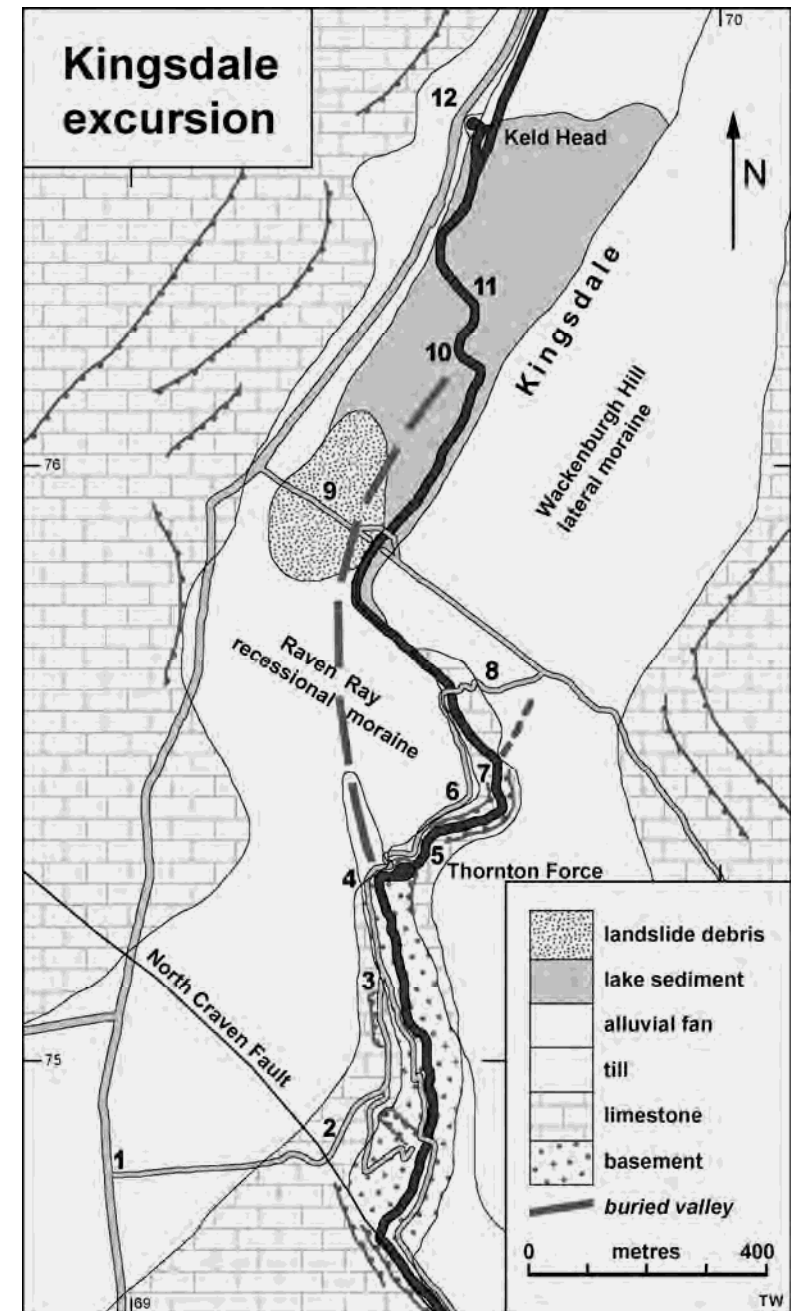 Kingsdale
excursion
70
12
Keld Head
N
11
Kingsdale
10
76
9
Wackenburgh Hill
lateral moraine
Raven Ray
recessional moraine
8
7
6
5
4
Thornton Force
North Craven Fault
3
75
2
1
69
landslide debris
lake sediment
alluvial fan
till
limestone
basement
buried valley
0 metres 400
TW